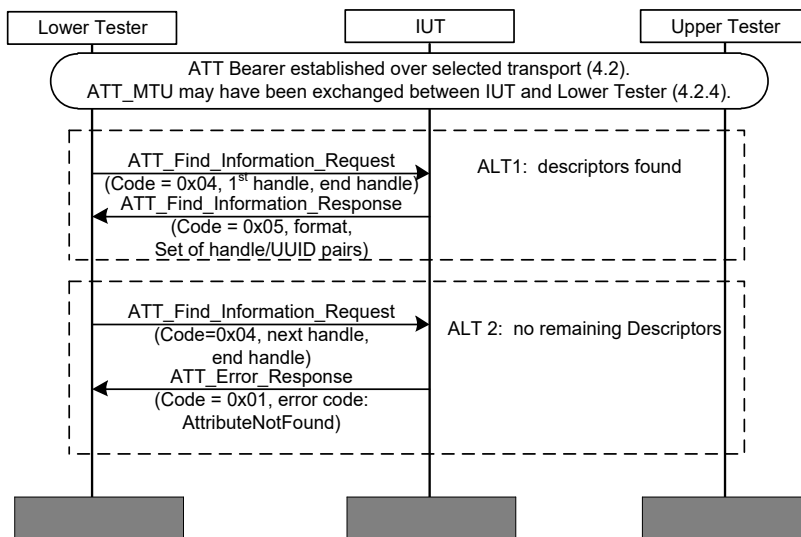 Lower Tester
IUT
Upper Tester
ATT Bearer established over selected transport (4.2).
ATT_MTU may have been exchanged between IUT and Lower Tester (4.2.4).
ATT_Find_Information_Request
(Code = 0x04, 1st handle, end handle)
ALT1: descriptors found
ATT_Find_Information_Response
(Code = 0x05, format,
Set of handle/UUID pairs)
ATT_Find_Information_Request
(Code=0x04, next handle,
end handle)
ALT 2: no remaining Descriptors
ATT_Error_Response
(Code = 0x01, error code:
AttributeNotFound)